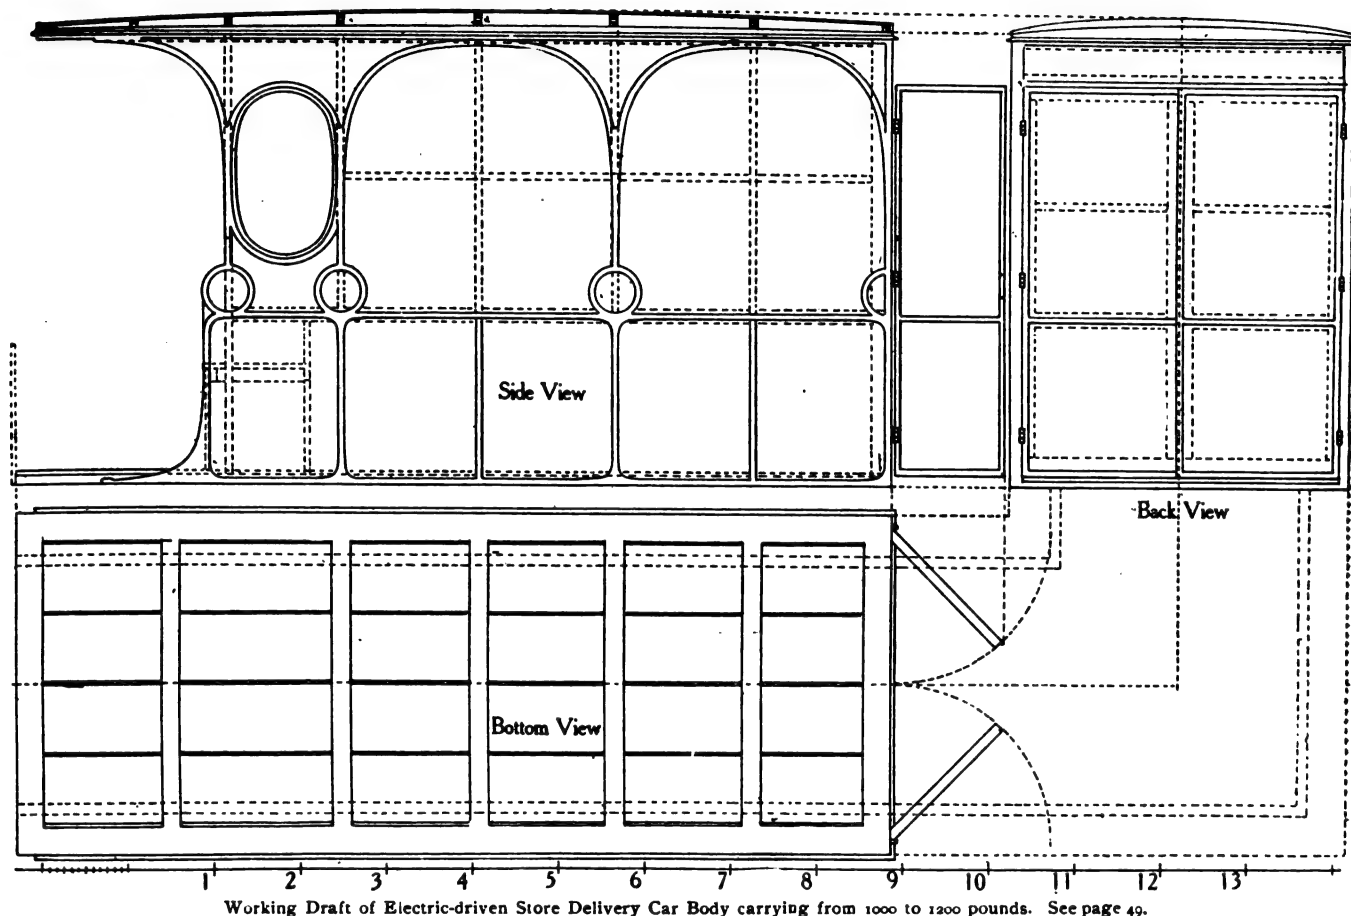 Side View
Back View
Bottom View
1 2 3 4 5 6 7 8 9 10 11 12 13
Working Draft of Electric-driven Store Delivery Car Body carrying from 1000 to 1200 pounds. See page 49.